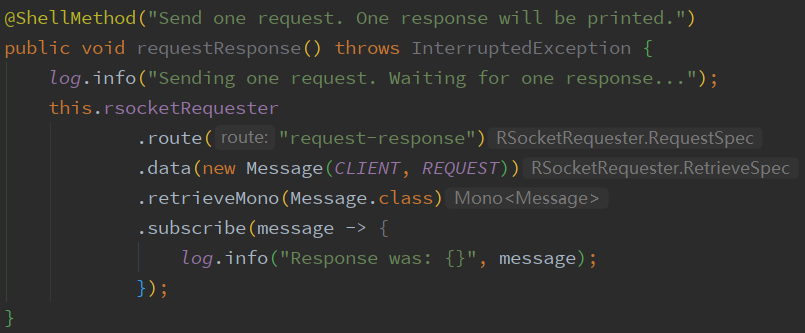 @ShellMethod("Send one request. One response will be printed.")
public void requestResponse() throws InterruptedException {
log.info("Sending one request. Waiting for one response...");
this.rsocketRequester
.route( route: "request-response") RSocketRequester.RequestSpec
.data(new Message(CLIENT, REQUEST)) RSocketRequester.RetrieveSpec
.retrieveMono(Message.class) Mono<Message>
.subscribe(message -> {
log.info("Response was: {}", message);
});
}